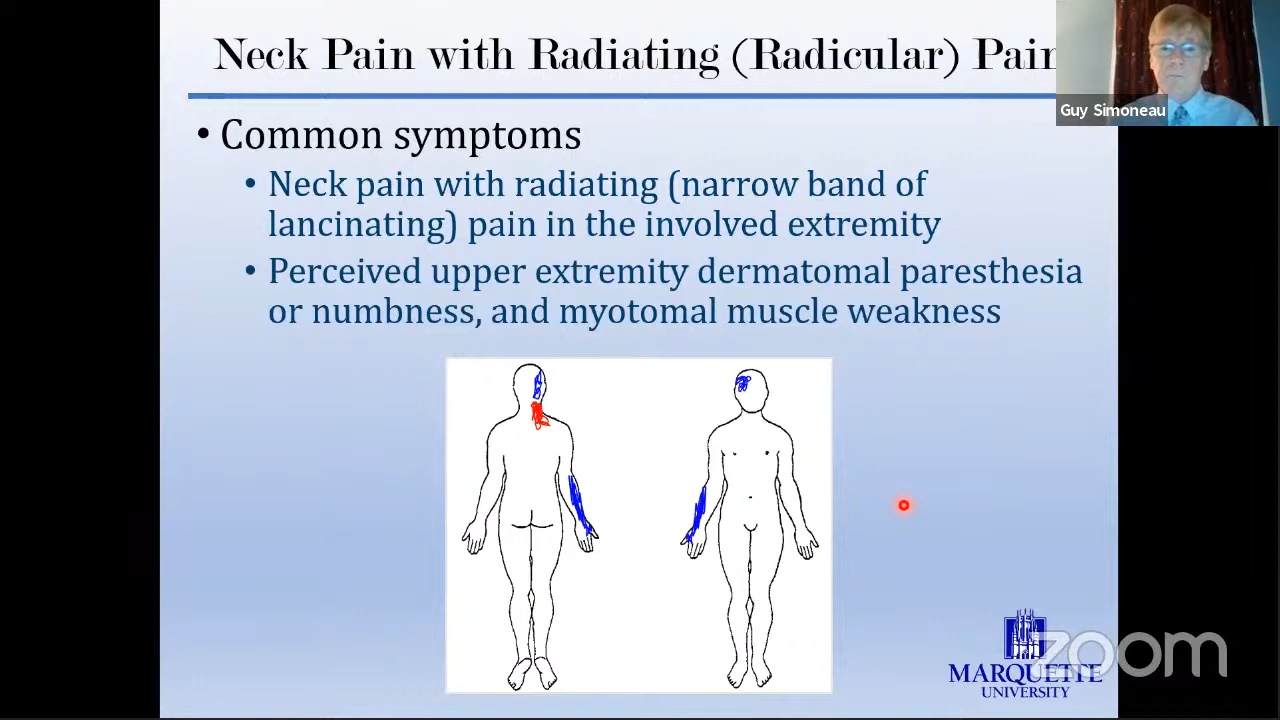 Neck Pain with Radiating (Radicular) Pain
Guy Simoneau
• Common symptoms
• Neck pain with radiating (narrow band of
lancinating) pain in the involved extremity
• Perceived upper extremity dermatomal paresthesia
or numbness, and myotomal muscle weakness
zoom
MARQUETTE
UNIVERSITY